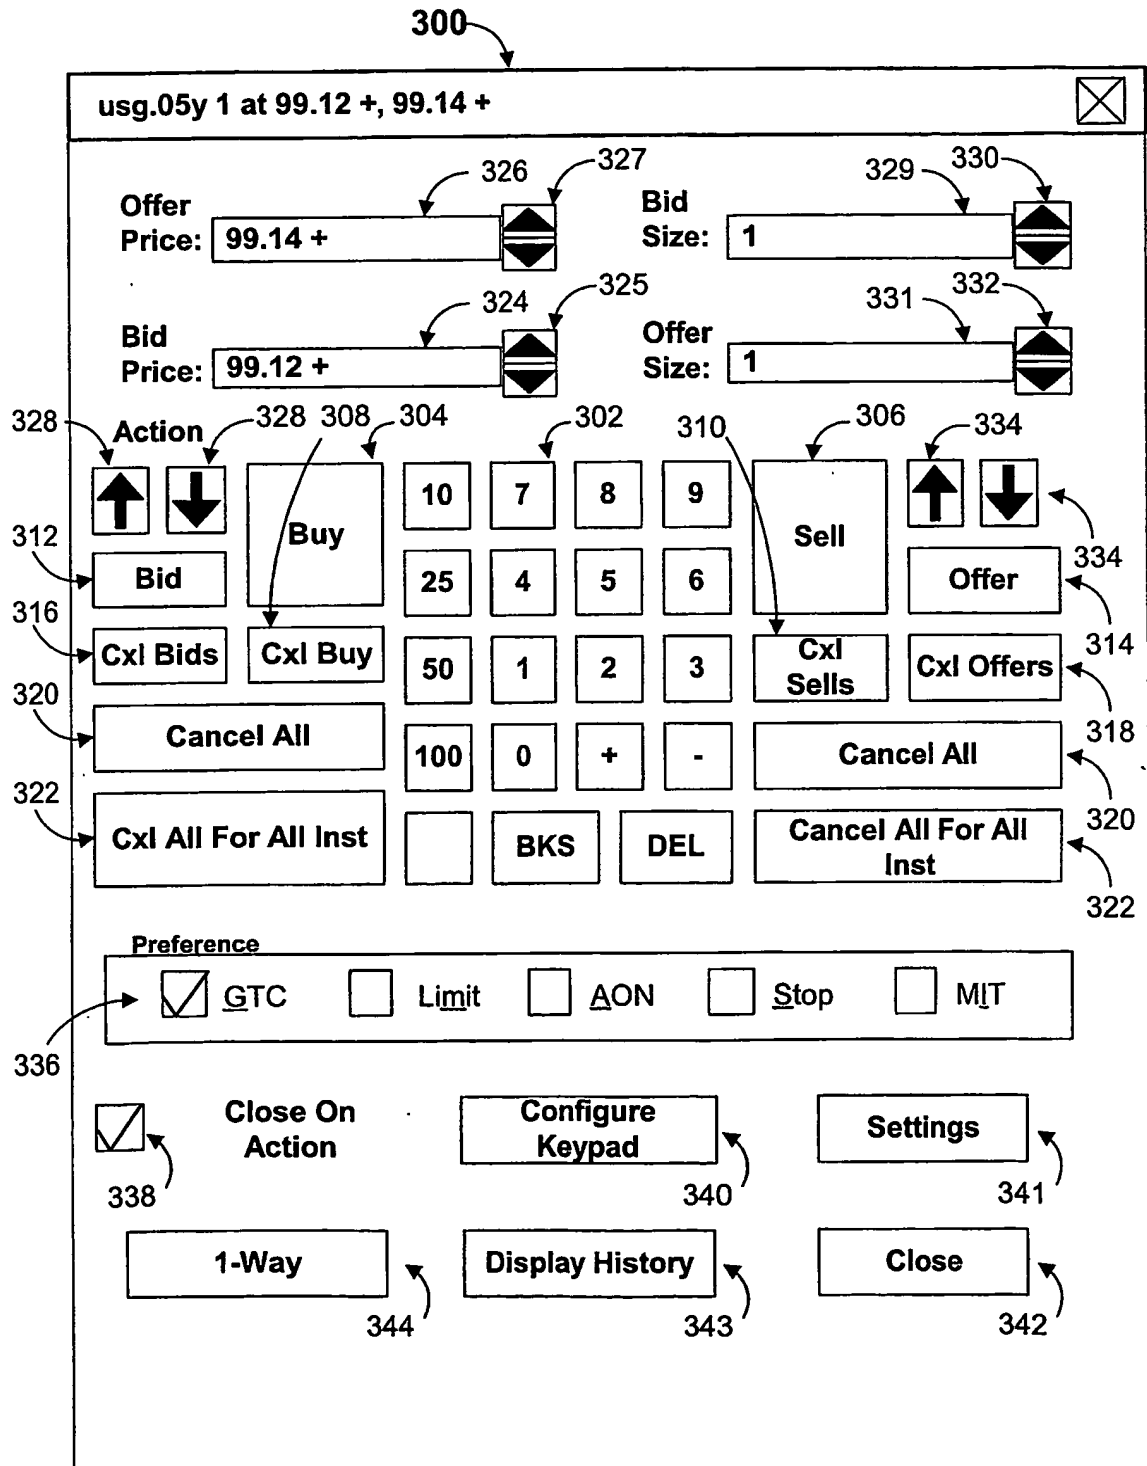 300
usg.05y 1 at 99.12 +, 99.14 +
326
327
329
330
Offer
Price:
99.14 +
Bid
Size:
1
324
325
331
332
Bid
Price:
99.12 +
Offer
Size:
1
328
Action
328
308
304
302
310
306
334
10
7
8
9
Buy
Sell
334
312
Bid
25
4
5
6
Offer
314
316
Cxl Bids
Cxl Buy
50
1
2
3
Cxl
Sells
Cxl Offers
318
320
Cancel All
100
0
+
-
Cancel All
320
322
Cxl All For All Inst
BKS
DEL
Cancel All For All
Inst
322
Preference
GTC
Limit
AON
Stop
MIT
336
Close On
Action
338
Configure
Keypad
340
Settings
341
1-Way
344
Display History
343
Close
342